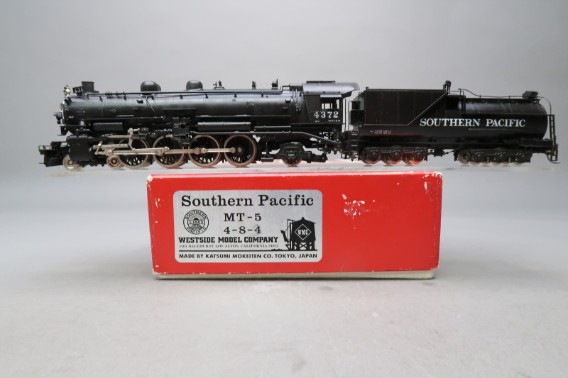 4372
SOUTHERN PACIFIC
Southern Pacific
MT-5
4-8-4
WESTSIDE MODEL COMPANY
MADE BY KATSUMI MOKEITEN CO. TOKYO, JAPAN